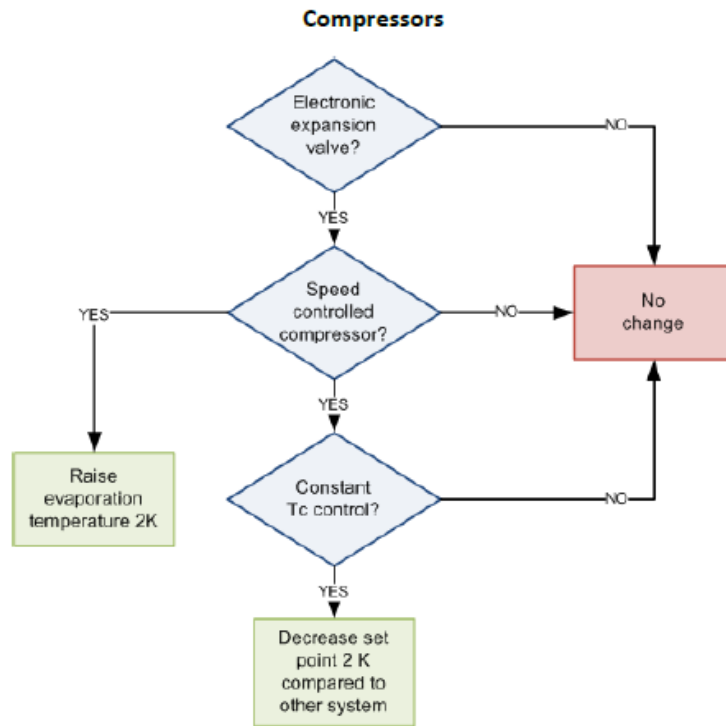 Compressors
Electronic
expansion
valve?
NO
YES
Speed
controlled
compressor?
YES
NO
No
change
YES
Raise
evaporation
temperature 2K
Constant
Tc control?
NO
YES
Decrease set
point 2 K
compared to
other system